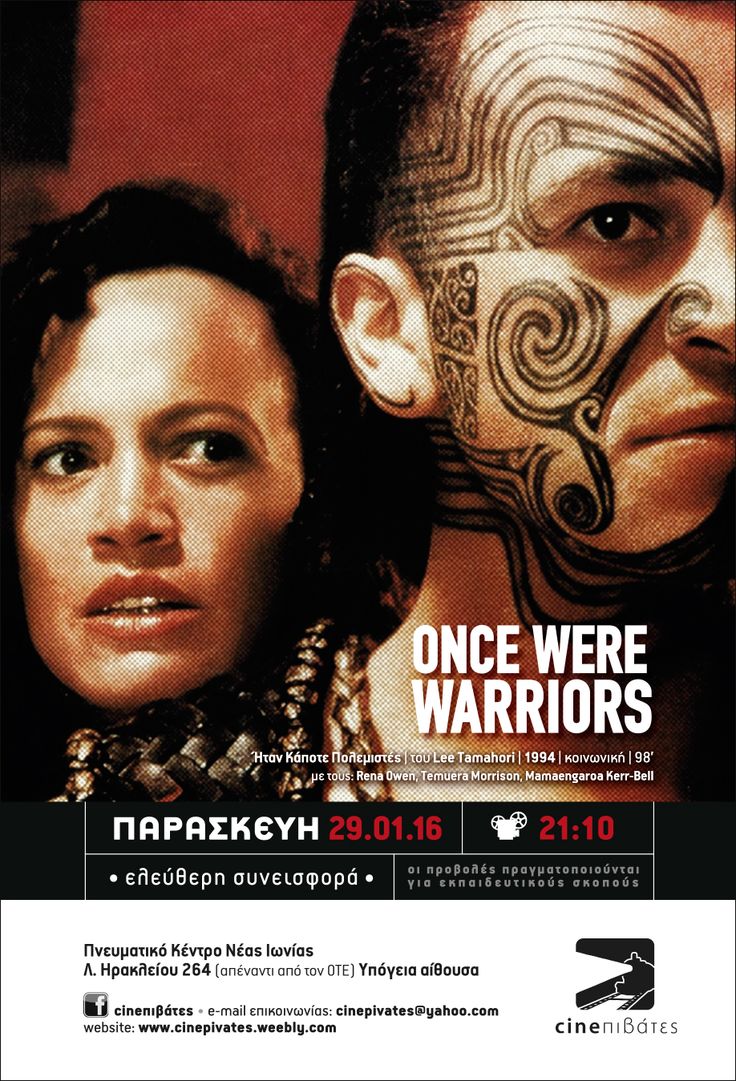 ONCE WERE
WARRIORS
Ήταν Κάποτε Πολεμιστές | του Lee Tamahori | 1994 | κοινωνική | 98’
με τους: Rena Owen, Temuera Morrison, Mamaengaroa Kerr-Bell
ΠΑΡΑΣΚΕΥΗ 29.01.16 21:10
• ελεύθερη συνεισφορά •
οι προβολές πραγματοποιούνται
για εκπαιδευτικούς σκοπούς
Πνευματικό Κέντρο Νέας Ιωνίας
Λ. Ηρακλείου 264 (απέναντι από τον ΟΤΕ) Υπόγεια αίθουσα
f cineπιβάτες • e-mail επικοινωνίας: cinepivates@yahoo.com
website: www.cinepivates.weebly.com
cineπιβάτες